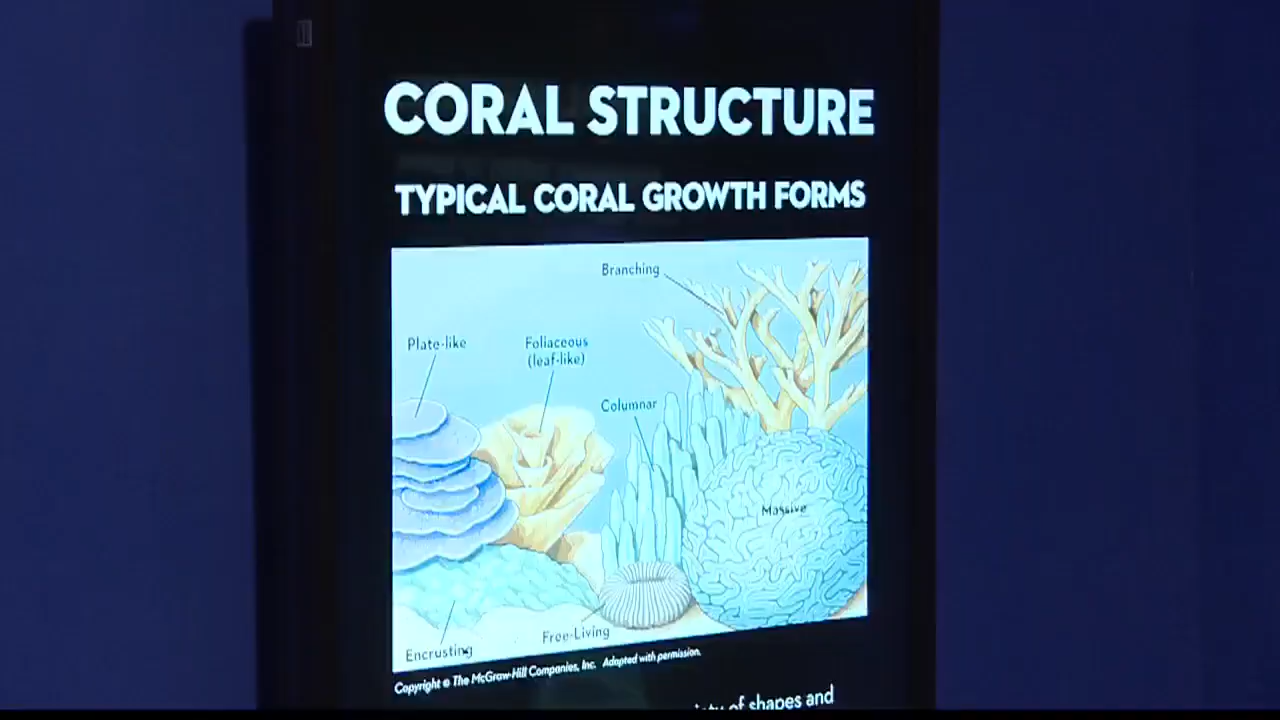 CORAL STRUCTURE
TYPICAL CORAL GROWTH FORMS
Branching
Plate-like
Foliaceous
(leaf-like)
Columnar
Massive
Free-Living
Encrusting
Copyright © The McGraw-Hill Companies, Inc. Adapted with permission.
of shapes and